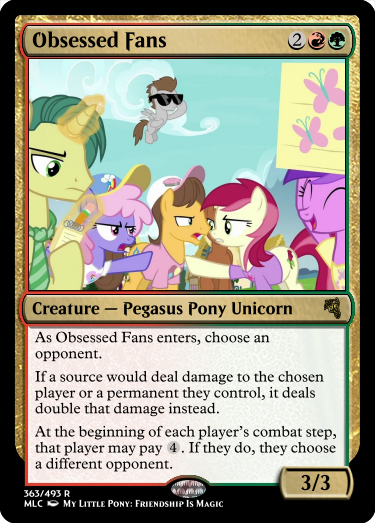 Obsessed Fans 2
Creature — Pegasus Pony Unicorn
As Obsessed Fans enters, choose an
opponent.
If a source would deal damage to the chosen
player or a permanent they control, it deals
double that damage instead.
At the beginning of each player's combat step,
that player may pay 4. If they do, they choose
a different opponent.
363/493 R
MLC My Little Pony: Friendship Is Magic
3/3